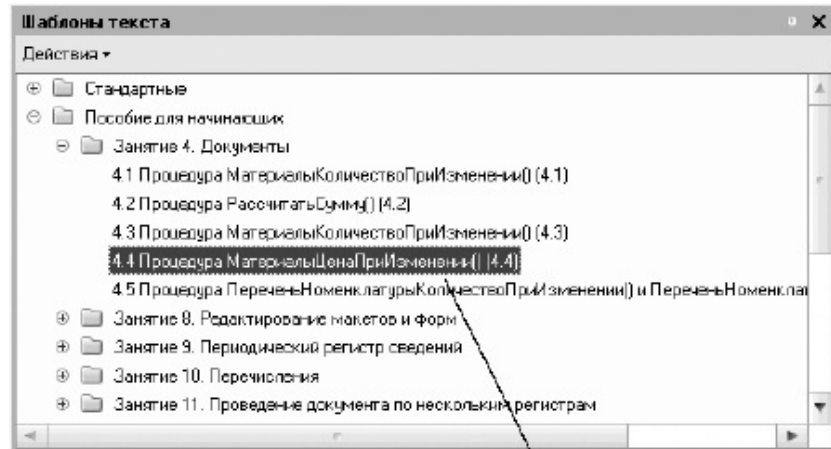 Шаблоны текста
Действия
Стандартные
Пособие для начинающих
Занятие 4. Документы
4.1 Процедура МатериалыКоличествоПриИзменении() (4.1)
4.2 Процедура РассчитатьСумму() (4.2)
4.3 Процедура МатериалыКоличествоПриИзменении() (4.3)
4.4 Процедура МатериалыЦенаПриИзменении() (4.4)
4.5 Процедура ПереченьНоменклатурыКоличествоПриИзменении() и ПереченьНоменклат
Занятие 8. Редактирование макетов и форм
Занятие 9. Периодический регистр сведений
Занятие 10. Перечисления
Занятие 11. Проведение документа по нескольким регистрам